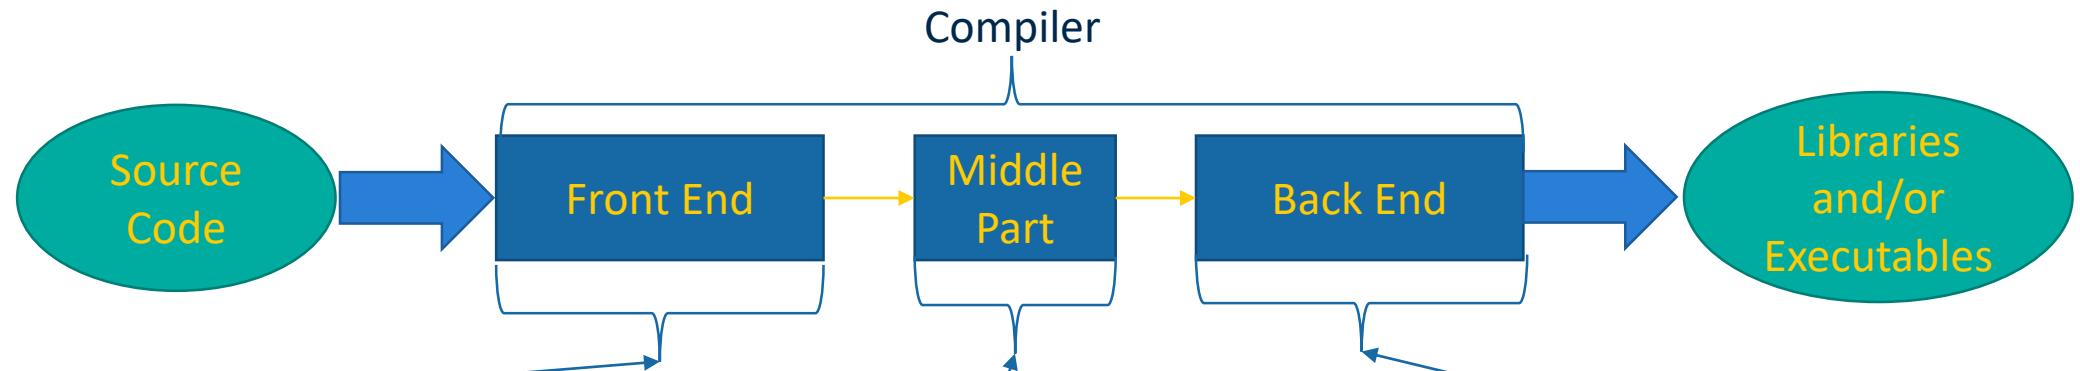 Compiler
Source
Code
Front End
Middle
Part
Back End
Libraries
and/or
Executables